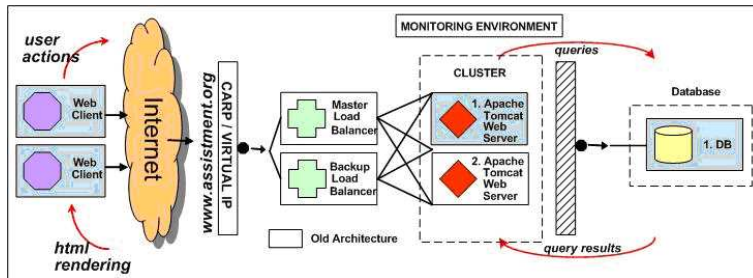 MONITORING ENVIRONMENT
user
actions
Web
Client
Web
Client
html
rendering
Internet
www.assistment.org
CARP / VIRTUAL IP
Master
Load
Balancer
Backup
Load
Balancer
Old Architecture
CLUSTER
1. Apache
Tomcat
Web
Server
2. Apache
Tomcat
Web
Server
queries
query results
Database
1. DB